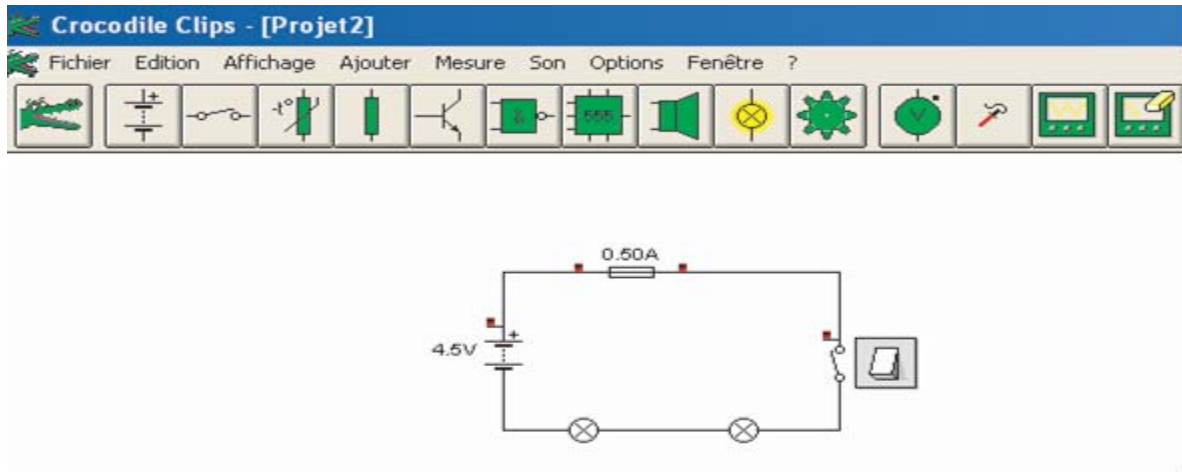 Crocodile Clips - [Projet2]
Fichier Edition Affichage Ajouter Mesure Son Options Fenêtre ?
-t° & 555 V
0.50A
4.5V